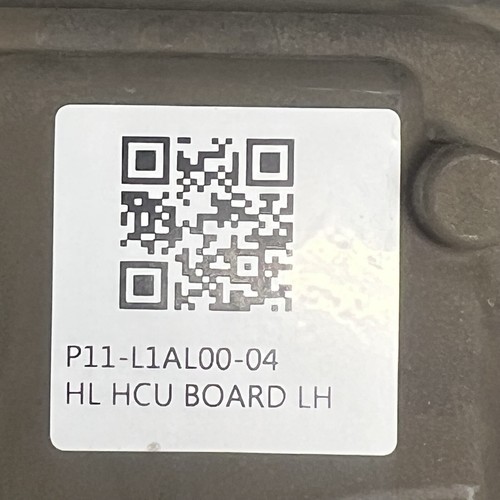 P11-L1AL00-04
HL HCU BOARD LH